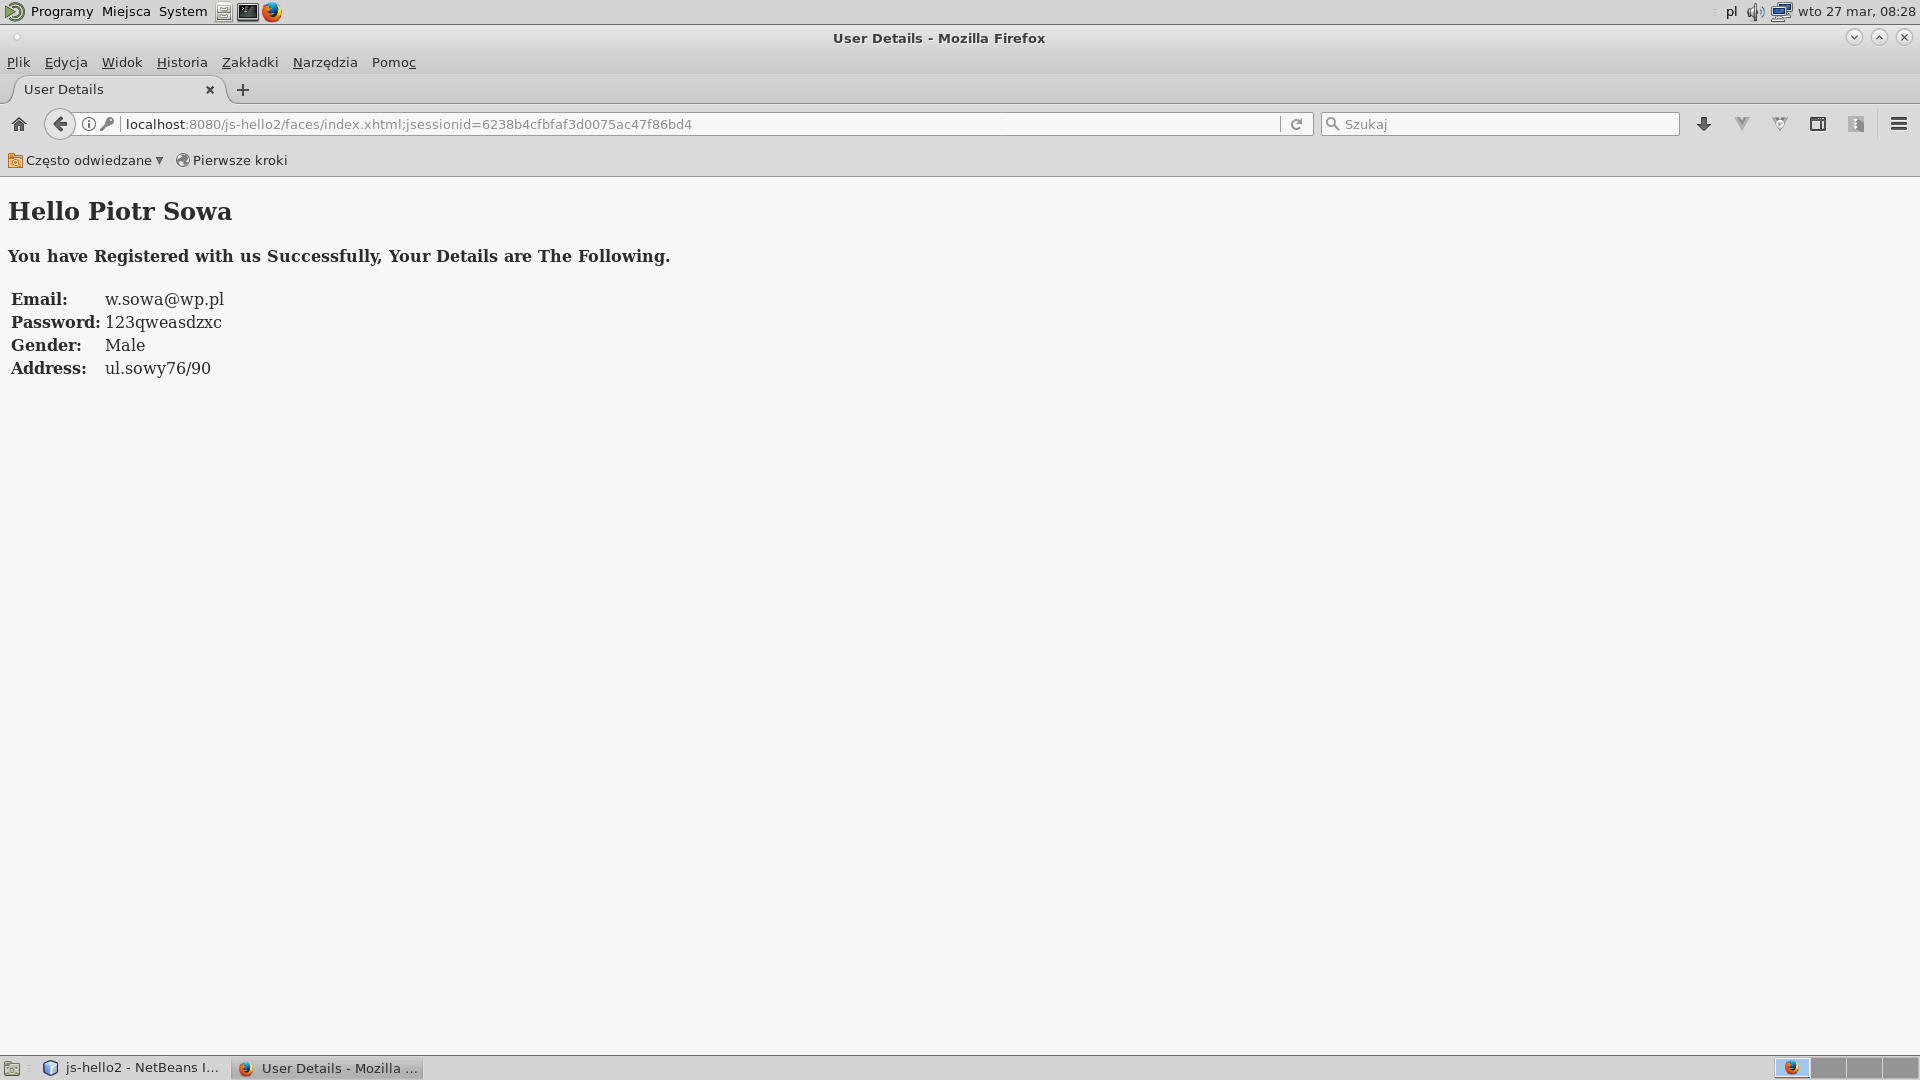 Programy Miejsca System pl wto 27 mar, 08:28
User Details - Mozilla Firefox
Plik Edycja Widok Historia Zakładki Narzędzia Pomoc
User Details
localhost:8080/js-hello2/faces/index.xhtml;jsessionid=6238b4cfbfaf3d0075ac47f86bd4 Szukaj
Często odwiedzane Pierwsze kroki
Hello Piotr Sowa
You have Registered with us Successfully, Your Details are The Following.
Email: w.sowa@wp.pl
Password: 123qweasdzxc
Gender: Male
Address: ul.sowy76/90
js-hello2 - NetBeans I... User Details - Mozilla ...